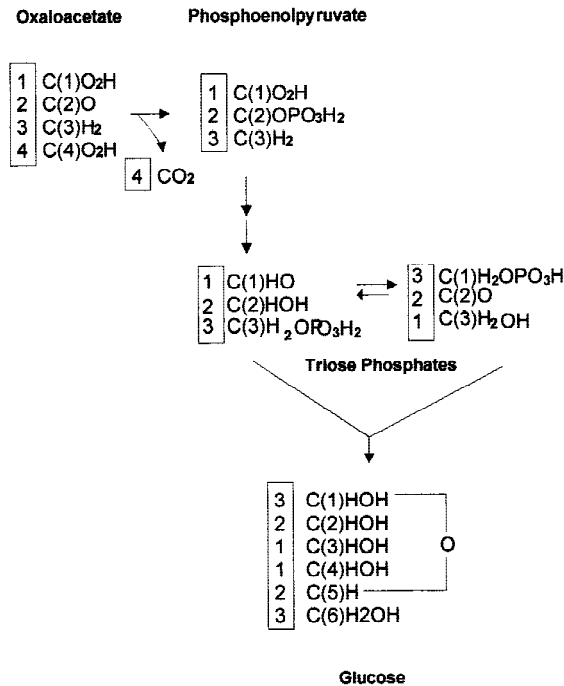 Oxaloacetate Phosphoenolpyruvate
1 C(1)O2H
2 C(2)O
3 C(3)H2
4 C(4)O2H
1 C(1)O2H
2 C(2)OPO3H2
3 C(3)H2
4 CO2
1 C(1)HO
2 C(2)HOH
3 C(3)H2OPO3H2
3 C(1)H2OPO3H
2 C(2)O
1 C(3)H2OH
Triose Phosphates
3 C(1)HOH
2 C(2)HOH
1 C(3)HOH O
1 C(4)HOH
2 C(5)H
3 C(6)H2OH
Glucose